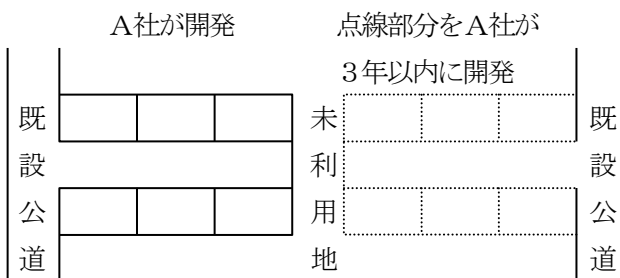 A社が開発
点線部分をA社が
3年以内に開発
既設公道
未利用地
既設公道